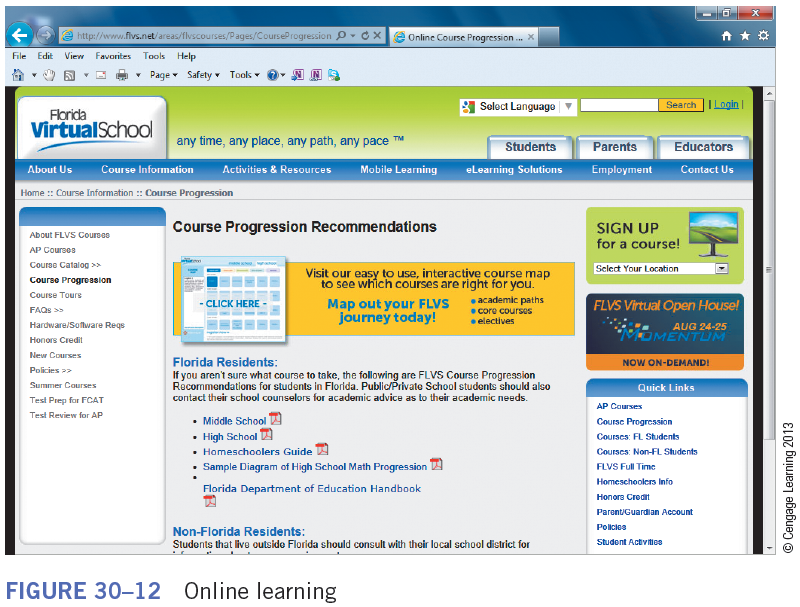 http://www.flvs.net/areas/flvscourses/Pages/CourseProgression
Online Course Progression ...
File Edit View Favorites Tools Help
Page Safety Tools
Florida
VirtualSchool
any time, any place, any path, any pace ™
Select Language
Search | Login |
Students Parents Educators
About Us Course Information Activities & Resources Mobile Learning eLearning Solutions Employment Contact Us
Home :: Course Information :: Course Progression
About FLVS Courses
AP Courses
Course Catalog >>
Course Progression
Course Tours
FAQs >>
Hardware/Software Reqs
Honors Credit
New Courses
Policies >>
Summer Courses
Test Prep for FCAT
Test Review for AP
Course Progression Recommendations
- CLICK HERE -
Visit our easy to use, interactive course map
to see which courses are right for you.
Map out your FLVS
journey today!
• academic paths
• core courses
• electives
Florida Residents:
If you aren't sure what course to take, the following are FLVS Course Progression
Recommendations for students in Florida. Public/Private School students should also
contact their school counselors for academic advice as to their academic needs.
• Middle School
• High School
• Homeschoolers Guide
• Sample Diagram of High School Math Progression
•
Florida Department of Education Handbook
Non-Florida Residents:
Students that live outside Florida should consult with their local school district for
SIGN UP
for a course!
Select Your Location
FLVS Virtual Open House!
AUG 24-25
MOMENTUM
NOW ON-DEMAND!
Quick Links
AP Courses
Course Progression
Courses: FL Students
Courses: Non-FL Students
FLVS Full Time
Homeschoolers Info
Honors Credit
Parent/Guardian Account
Policies
Student Activities
© Cengage Learning 2013
FIGURE 30–12 Online learning